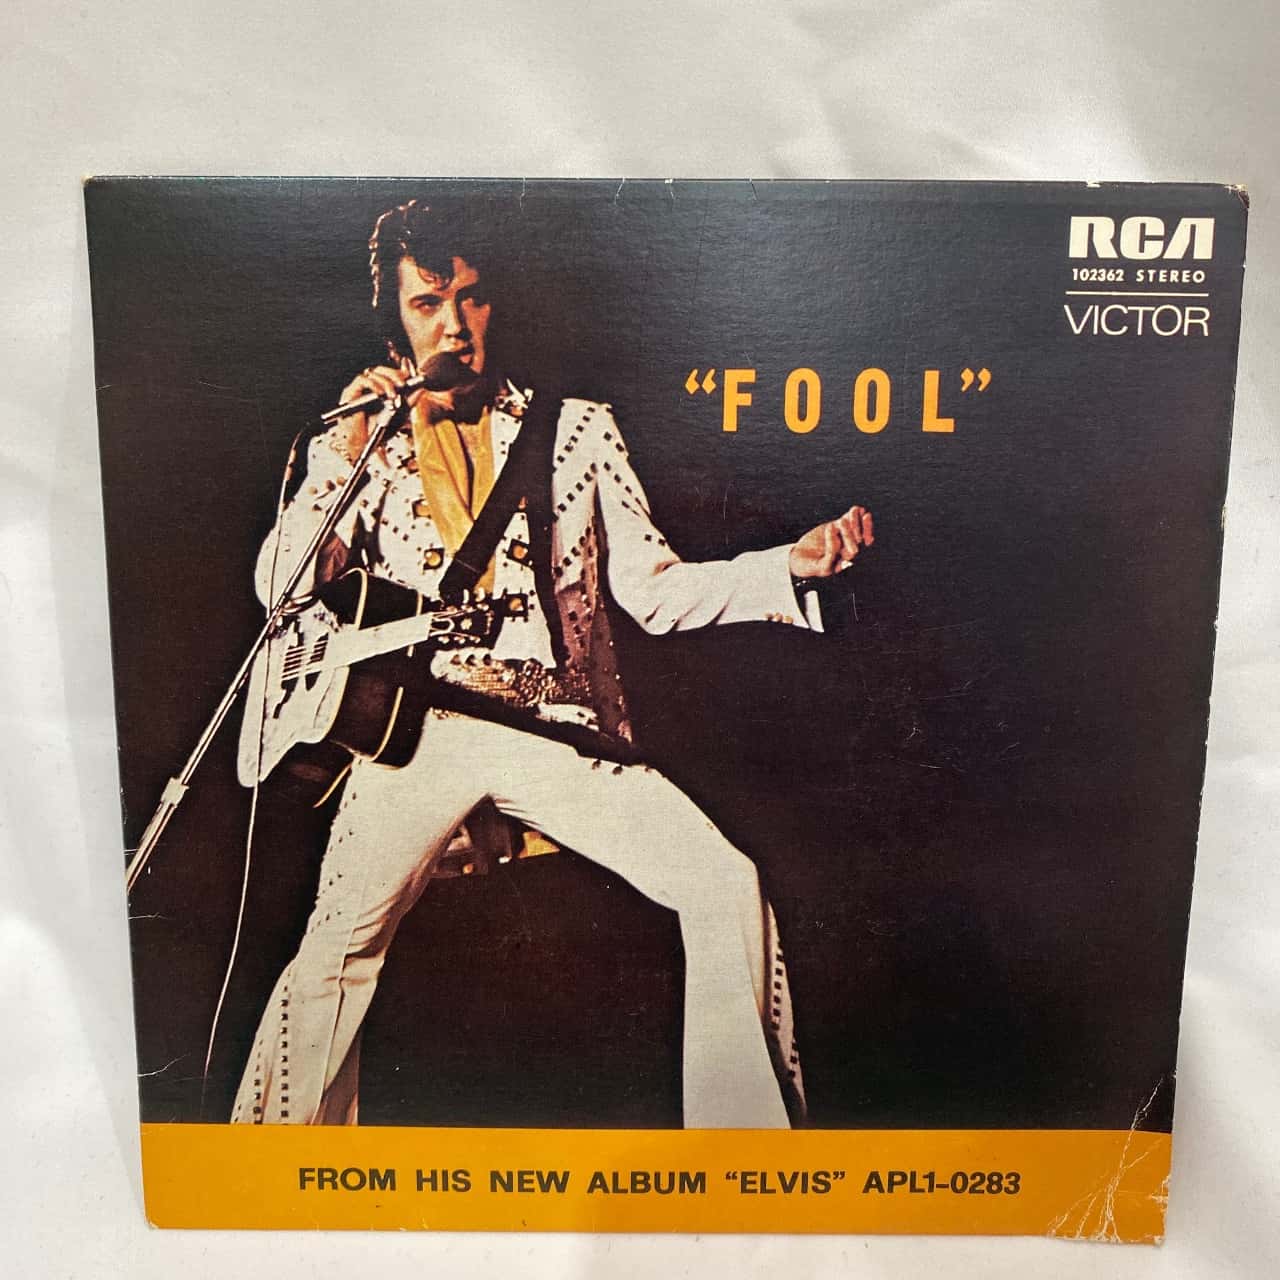 RCA
102362 STEREO
VICTOR
“FOOL”
FROM HIS NEW ALBUM “ELVIS” APL1-0283